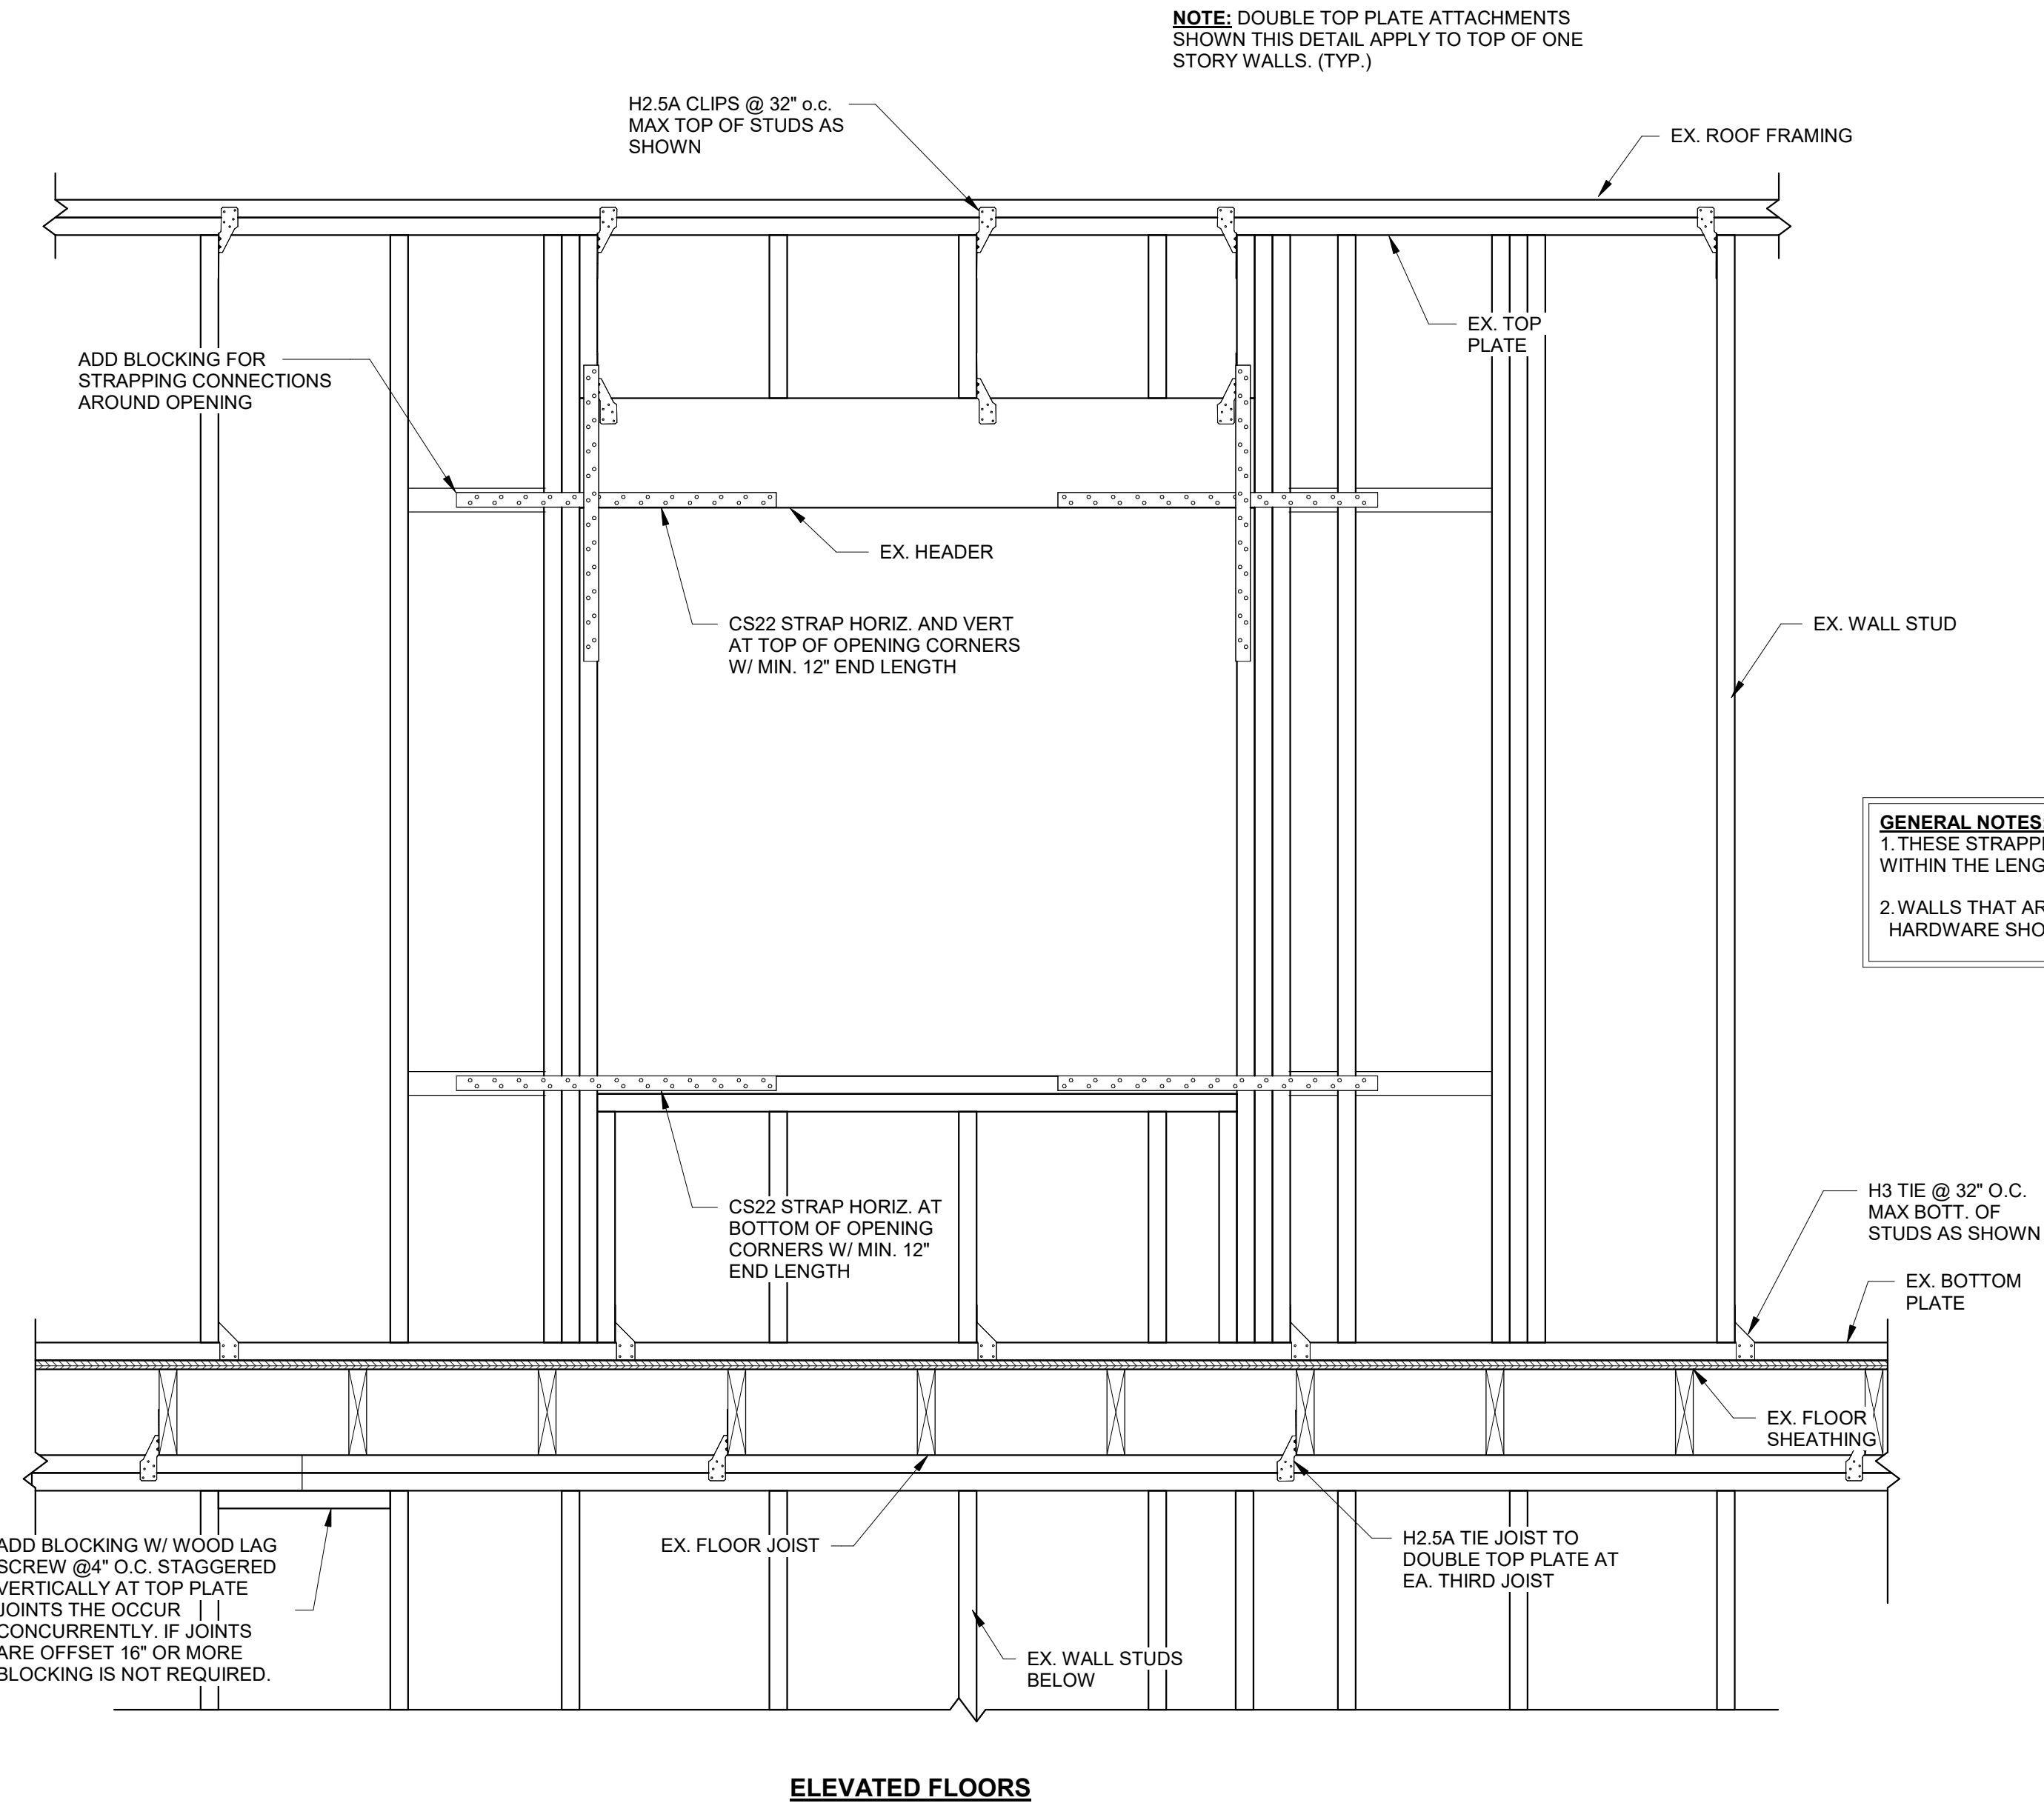 NOTE: DOUBLE TOP PLATE ATTACHMENTS
SHOWN THIS DETAIL APPLY TO TOP OF ONE
STORY WALLS. (TYP.)
H2.5A CLIPS @ 32" o.c.
MAX TOP OF STUDS AS
SHOWN
EX. ROOF FRAMING
EX. TOP
PLATE
ADD BLOCKING FOR
STRAPPING CONNECTIONS
AROUND OPENING
EX. HEADER
CS22 STRAP HORIZ. AND VERT
AT TOP OF OPENING CORNERS
W/ MIN. 12" END LENGTH
EX. WALL STUD
GENERAL NOTES
1. THESE STRAPP
WITHIN THE LENG
2. WALLS THAT AR
HARDWARE SHO
CS22 STRAP HORIZ. AT
BOTTOM OF OPENING
CORNERS W/ MIN. 12"
END LENGTH
H3 TIE @ 32" O.C.
MAX BOTT. OF
STUDS AS SHOWN
EX. BOTTOM
PLATE
EX. FLOOR
SHEATHING
ADD BLOCKING W/ WOOD LAG
SCREW @4" O.C. STAGGERED
VERTICALLY AT TOP PLATE
JOINTS THE OCCUR
CONCURRENTLY. IF JOINTS
ARE OFFSET 16" OR MORE
BLOCKING IS NOT REQUIRED.
EX. FLOOR JOIST
H2.5A TIE JOIST TO
DOUBLE TOP PLATE AT
EA. THIRD JOIST
EX. WALL STUDS
BELOW
ELEVATED FLOORS